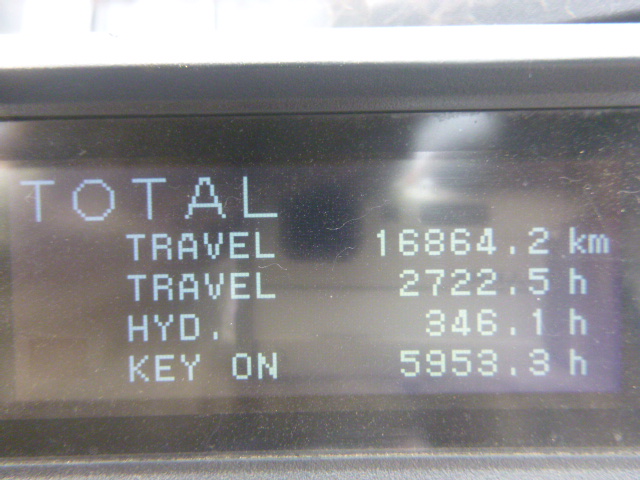 TOTAL
TRAVEL 16864.2 km
TRAVEL 2722.5 h
HYD. 346.1 h
KEY ON 5953.3 h